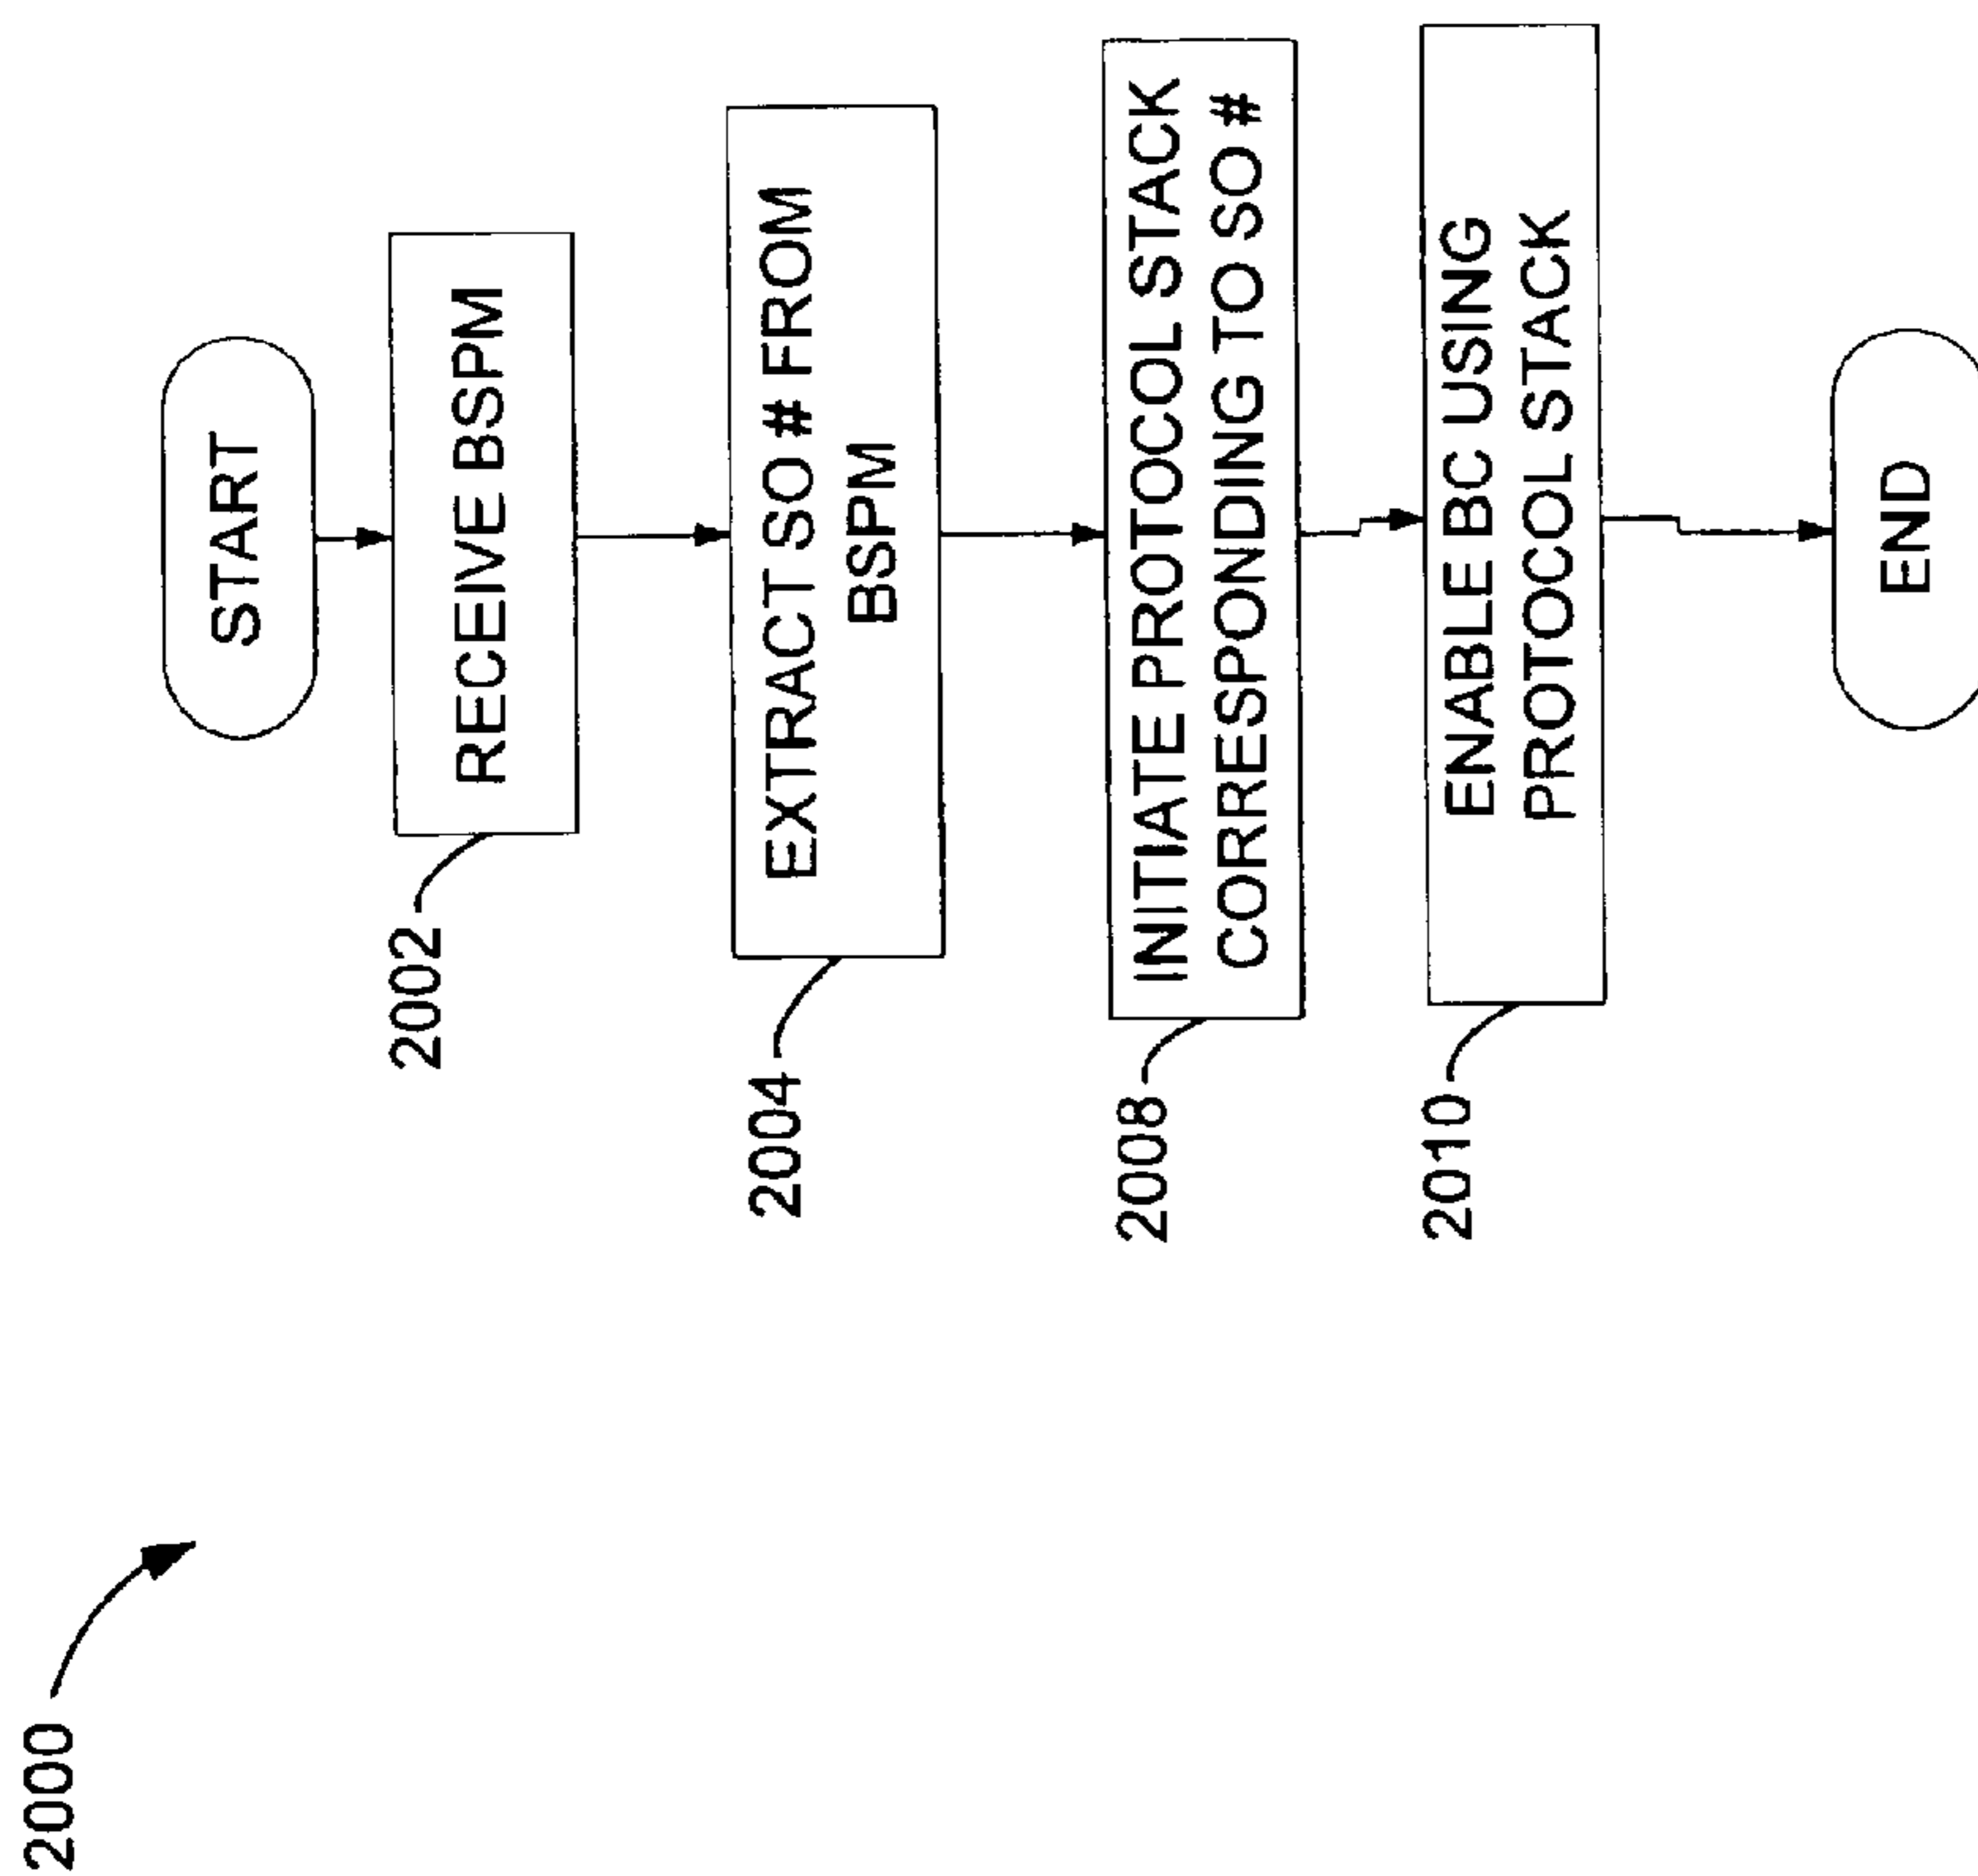 2000
START
2002
RECEIVE BSPM
2004
EXTRACT SO # FROM
BSPM
2008
INITIATE PROTOCOL STACK
CORRESPONDING TO SO #
2010
ENABLE BC USING
PROTOCOL STACK
END